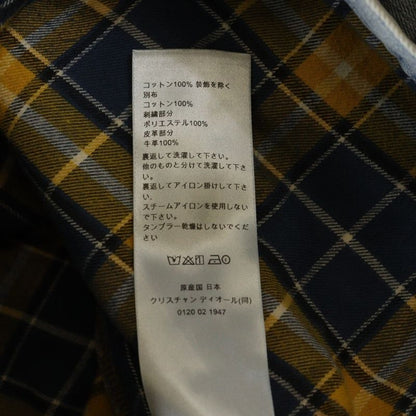 コットン100% 装飾を除く
別布
コットン100%
刺繍部分
ポリエステル100%
皮革部分
牛革100%
裏返して洗濯して下さい。
他のものと分けて洗濯して下さい。
裏返してアイロン掛けして下さい。
スチームアイロンを使用しない
で下さい。
タンブラー乾燥はしないで下さい。
原産国 日本
クリスチャン ディオール(同)
0120 02 1947